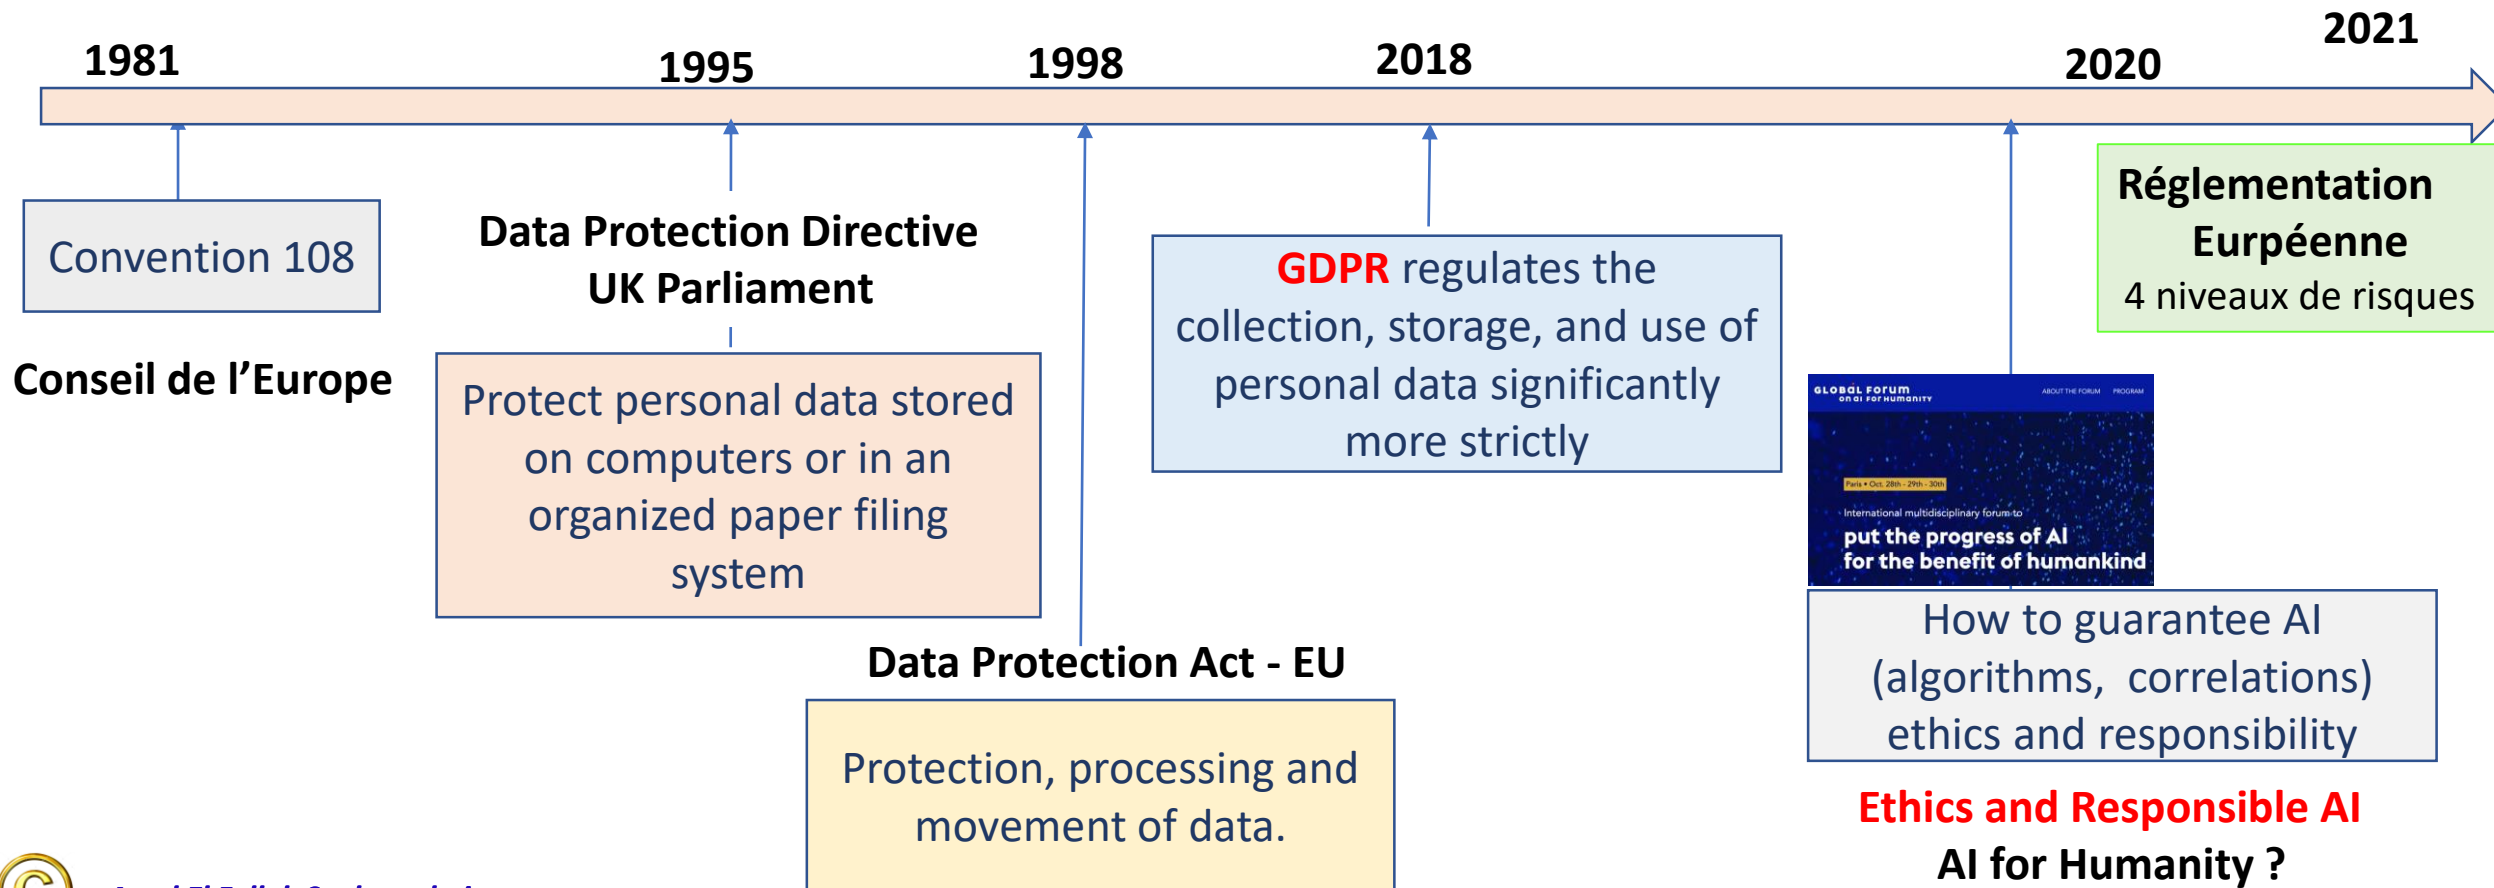 1981
1995
1998
2018
2020
2021
Convention 108
Conseil de l’Europe
Data Protection Directive
UK Parliament
Protect personal data stored
on computers or in an
organized paper filing
system
Data Protection Act - EU
Protection, processing and
movement of data.
GDPR regulates the
collection, storage, and use of
personal data significantly
more strictly
Réglementation
Eurpéenne
4 niveaux de risques
GLOBAL FORUM
ON AI FOR HUMANITY
ABOUT THE FORUM PROGRAM
Paris • Oct. 28th - 29th - 30th
International multidisciplinary forum to
put the progress of AI
for the benefit of humankind
How to guarantee AI
(algorithms, correlations)
ethics and responsibility
Ethics and Responsible AI
AI for Humanity ?
©